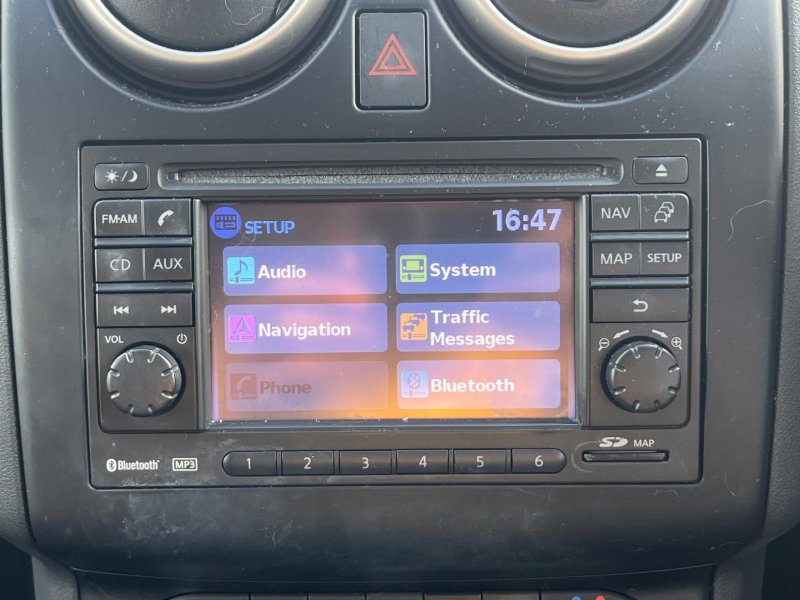 FM·AM
CD
AUX
VOL
SETUP
16:47
Audio
System
Navigation
Traffic
Messages
Phone
Bluetooth
NAV
MAP
SETUP
Bluetooth
MP3
1
2
3
4
5
6
SD
MAP